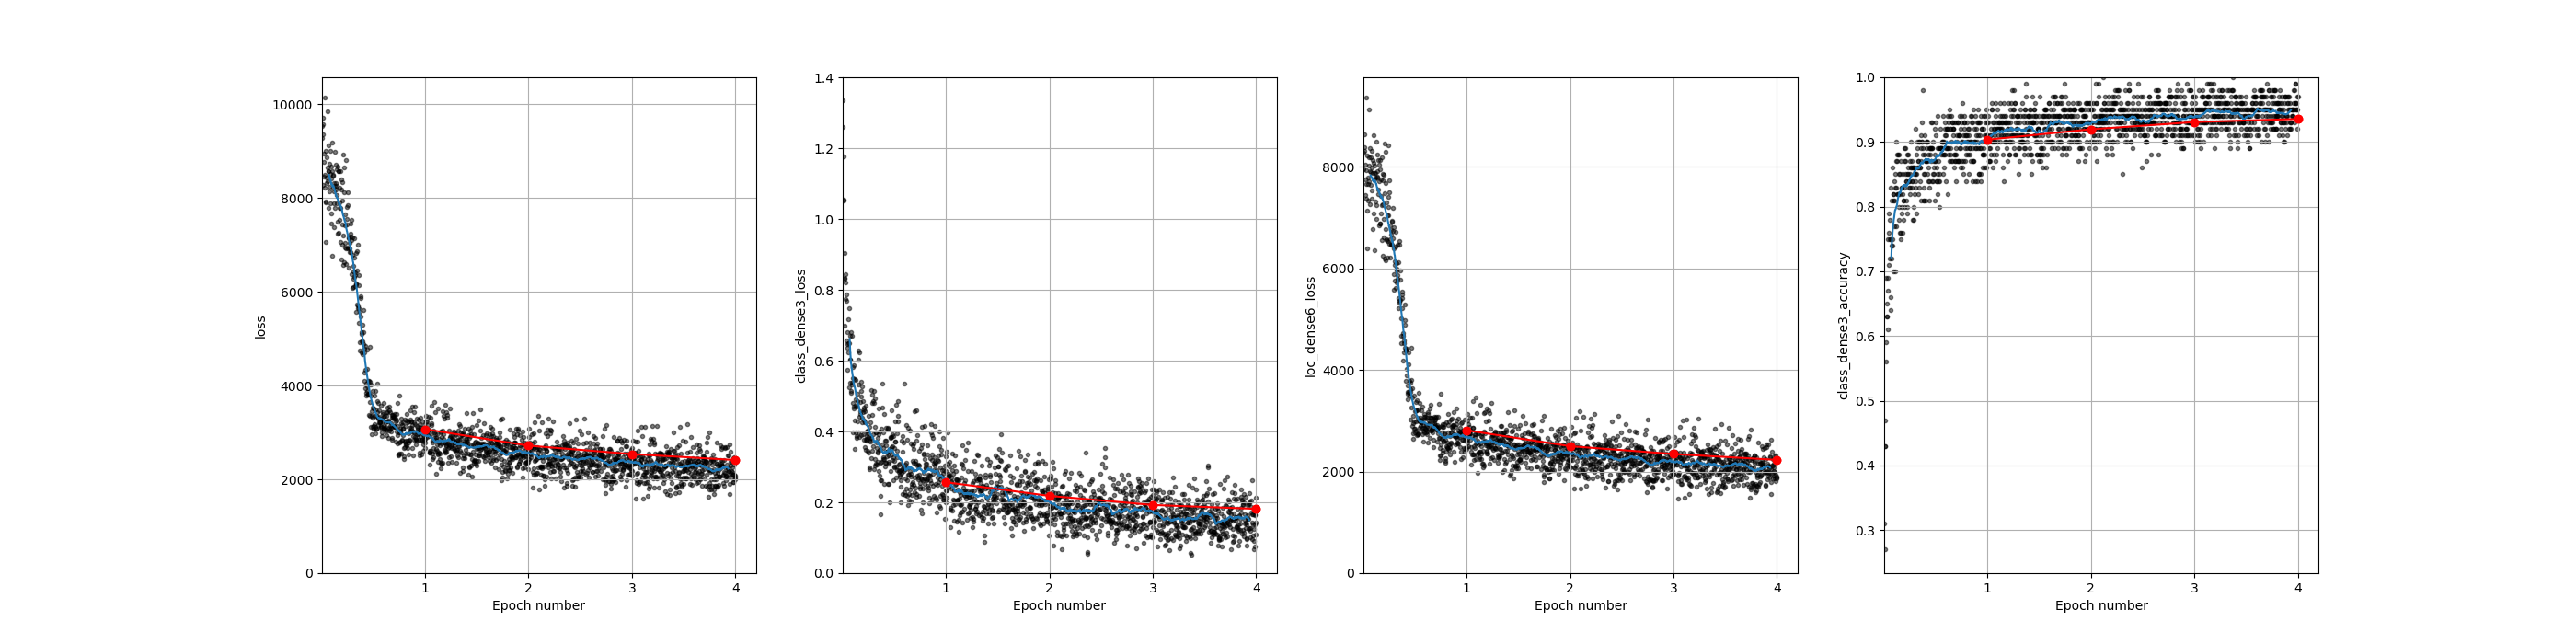 loss
10000
8000
6000
4000
2000
0
1 2 3 4
Epoch number
class_dense3_loss
1.4
1.2
1.0
0.8
0.6
0.4
0.2
0.0
1 2 3 4
Epoch number
loc_dense6_loss
8000
6000
4000
2000
0
1 2 3 4
Epoch number
class_dense3_accuracy
1.0
0.9
0.8
0.7
0.6
0.5
0.4
0.3
1 2 3 4
Epoch number